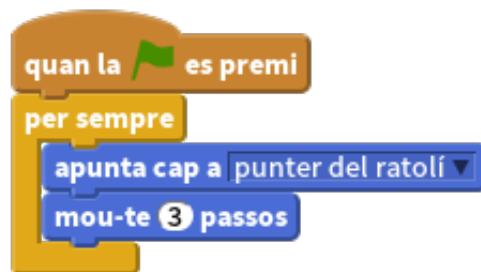 quan la es premi
per sempre
apunta cap a punter del ratolí
mou-te 3 passos